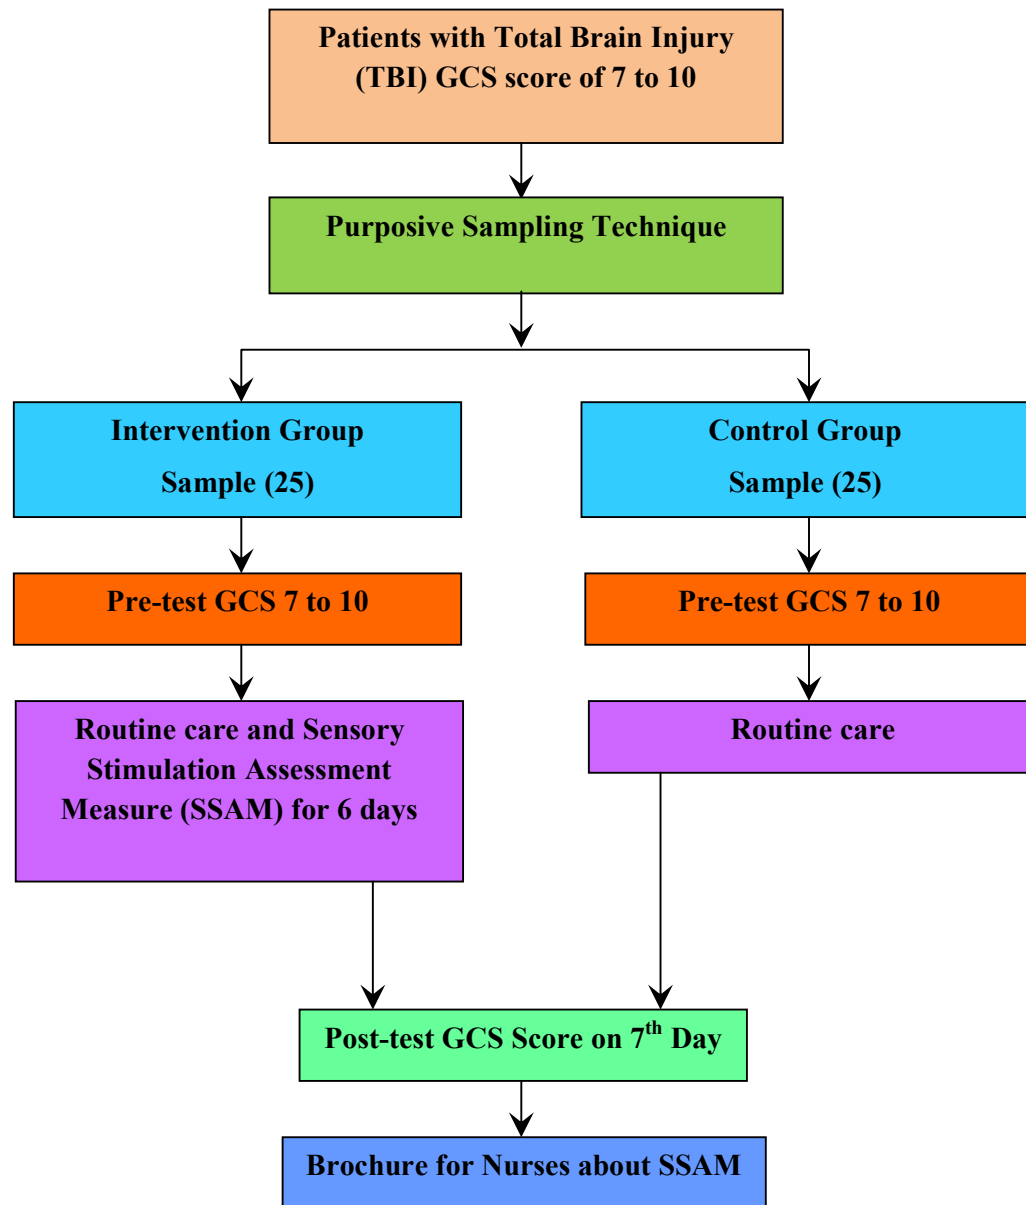 Patients with Total Brain Injury
(TBI) GCS score of 7 to 10
Purposive Sampling Technique
Intervention Group
Sample (25)
Control Group
Sample (25)
Pre-test GCS 7 to 10
Pre-test GCS 7 to 10
Routine care and Sensory
Stimulation Assessment
Measure (SSAM) for 6 days
Routine care
Post-test GCS Score on 7th Day
Brochure for Nurses about SSAM